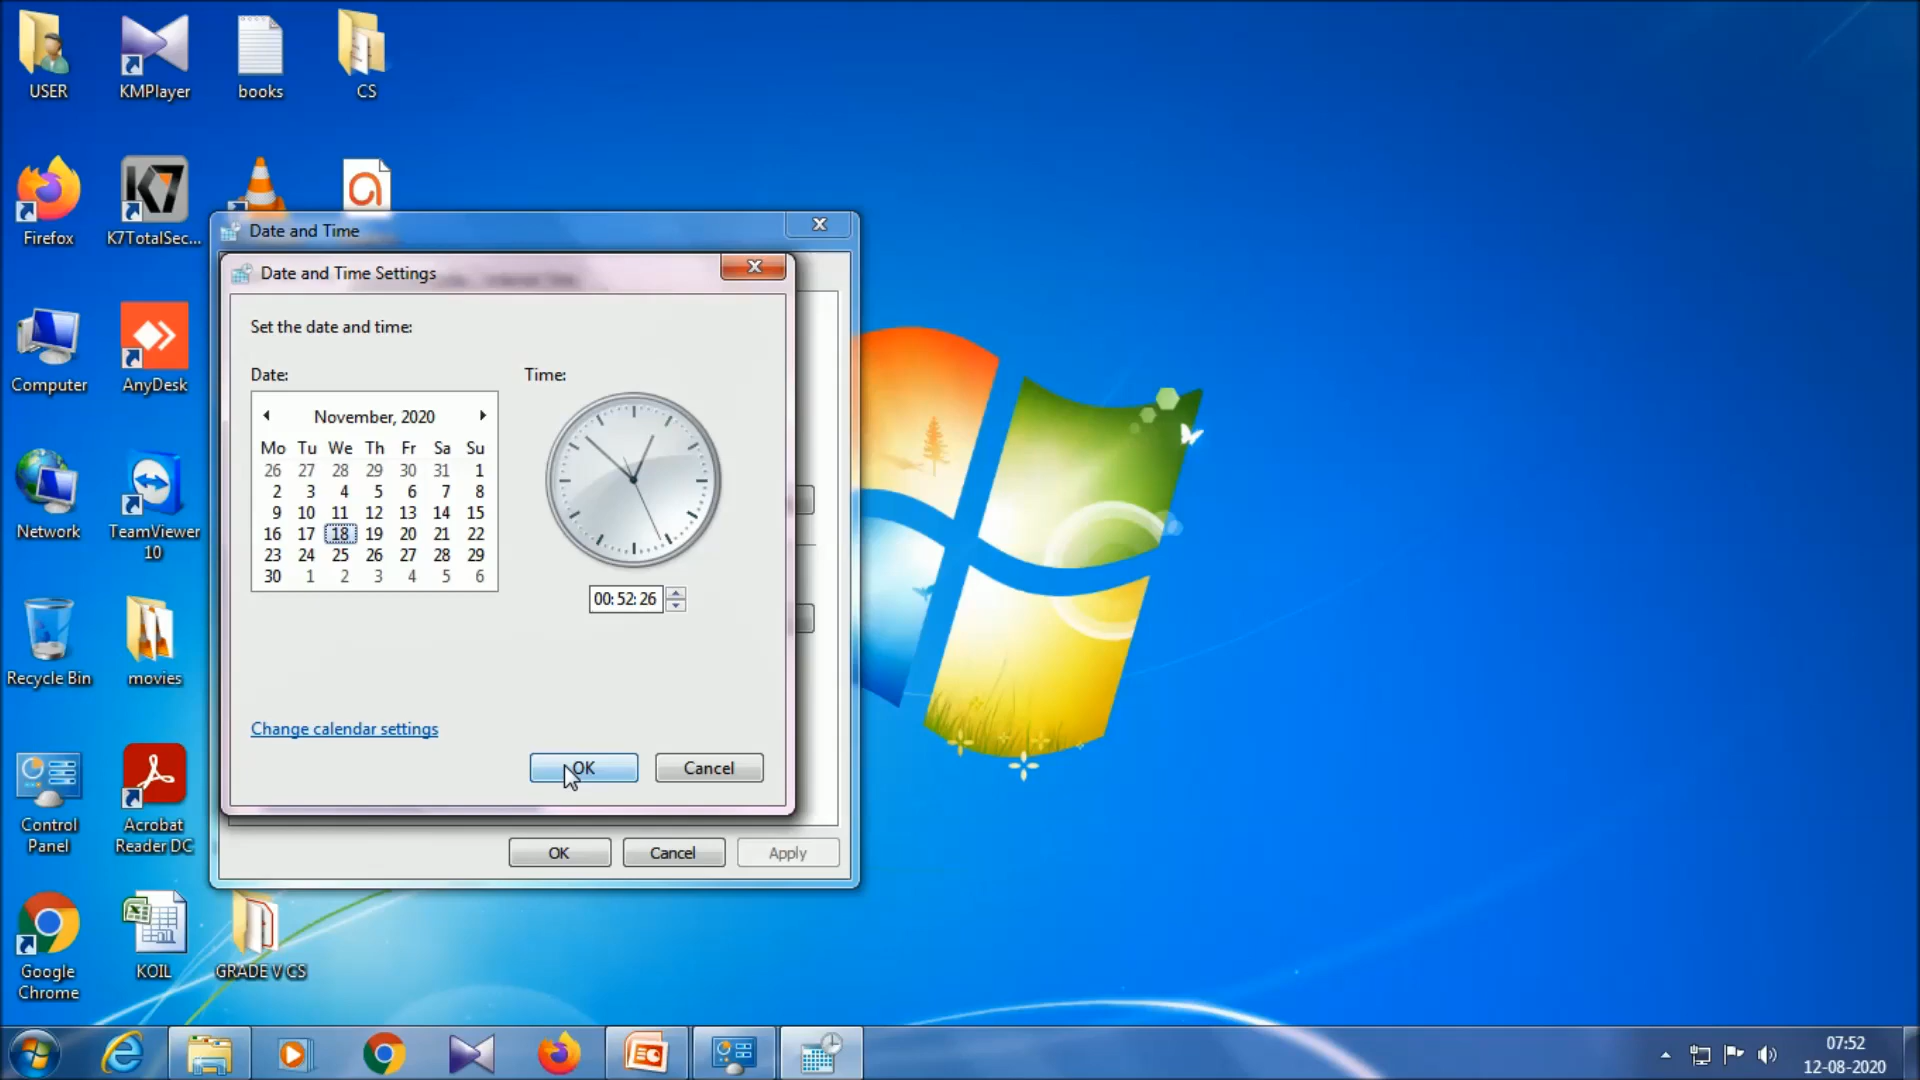 USER
KMPlayer
books
CS
Firefox
K7TotalSec...
Computer
AnyDesk
Network
TeamViewer
10
Recycle Bin
movies
Control
Panel
Acrobat
Reader DC
Google
Chrome
KOIL
GRADE V CS
Date and Time
Date and Time Settings
Set the date and time:
Date:
Time:
November, 2020
Mo Tu We Th Fr Sa Su
26 27 28 29 30 31 1
2 3 4 5 6 7 8
9 10 11 12 13 14 15
16 17 18 19 20 21 22
23 24 25 26 27 28 29
30 1 2 3 4 5 6
00:52:26
Change calendar settings
OK Cancel
OK Cancel Apply
07:52
12-08-2020